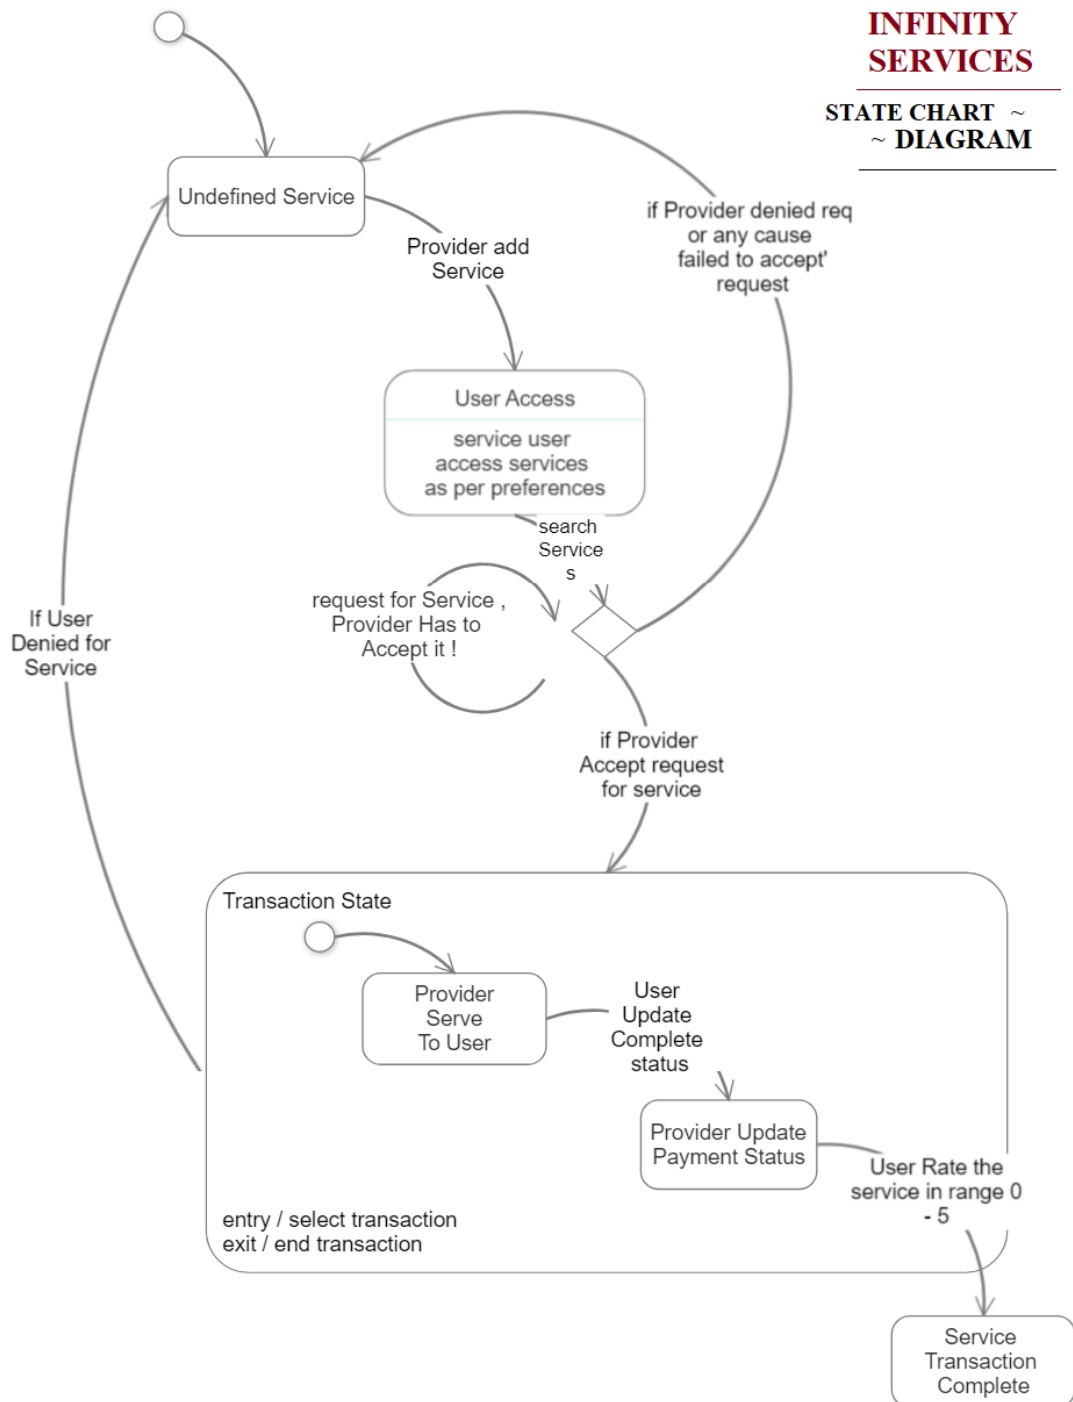 INFINITY
SERVICES
STATE CHART ~
~ DIAGRAM
Undefined Service
Provider add
Service
if Provider denied req
or any cause
failed to accept'
request
User Access
service user
access services
as per preferences
search
Service
s
request for Service ,
Provider Has to
Accept it !
If User
Denied for
Service
if Provider
Accept request
for service
Transaction State
Provider
Serve
To User
User
Update
Complete
status
Provider Update
Payment Status
User Rate the
service in range 0
- 5
entry / select transaction
exit / end transaction
Service
Transaction
Complete